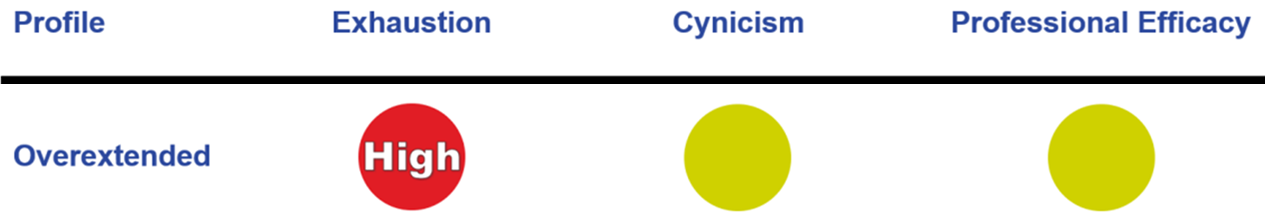 Profile Exhaustion Cynicism Professional Efficacy
Overextended High